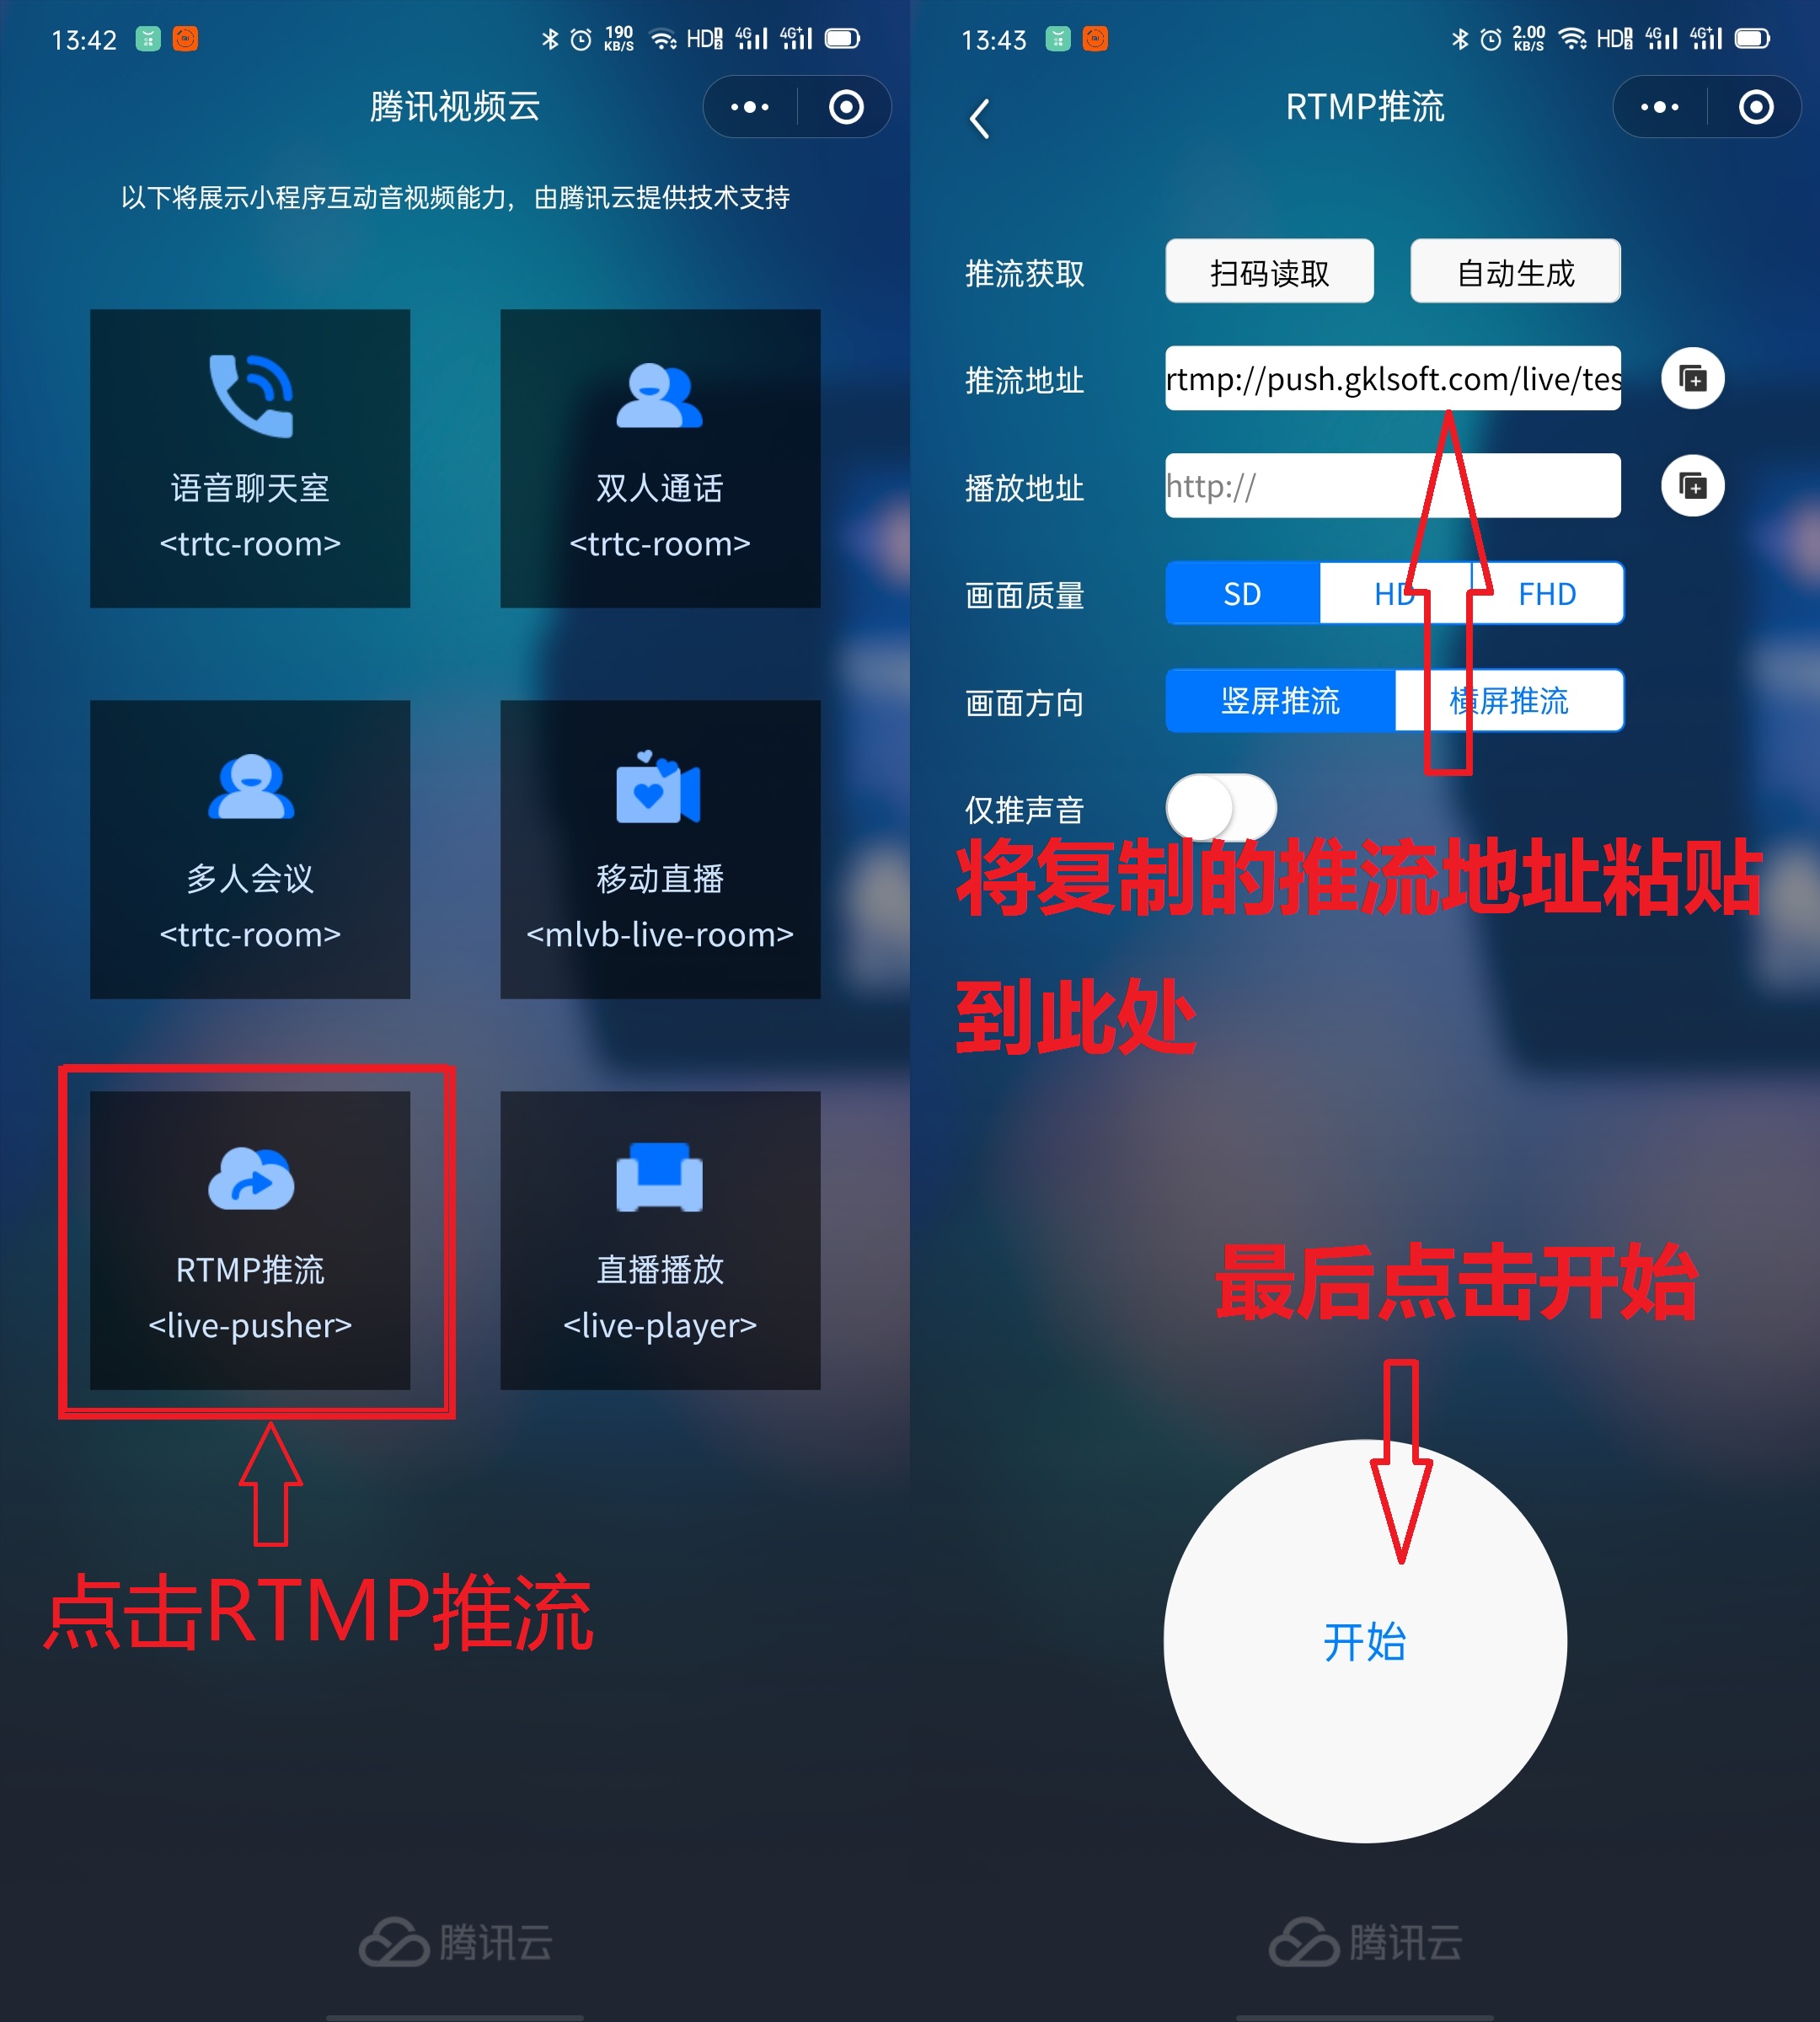 13:42
190
KB/S
HD
4G
4G+
腾讯视频云
以下将展示小程序互动音视频能力，由腾讯云提供技术支持
语音聊天室
<trtc-room>
双人通话
<trtc-room>
多人会议
<trtc-room>
移动直播
<mlvb-live-room>
RTMP推流
<live-pusher>
直播播放
<live-player>
点击RTMP推流
腾讯云
13:43
2.00
KB/S
HD
4G
4G+
RTMP推流
推流获取
扫码读取
自动生成
推流地址
rtmp://push.gklsoft.com/live/tes
播放地址
http://
画面质量
SD
HD
FHD
画面方向
竖屏推流
横屏推流
仅推声音
将复制的推流地址粘贴
到此处
最后点击开始
开始
腾讯云